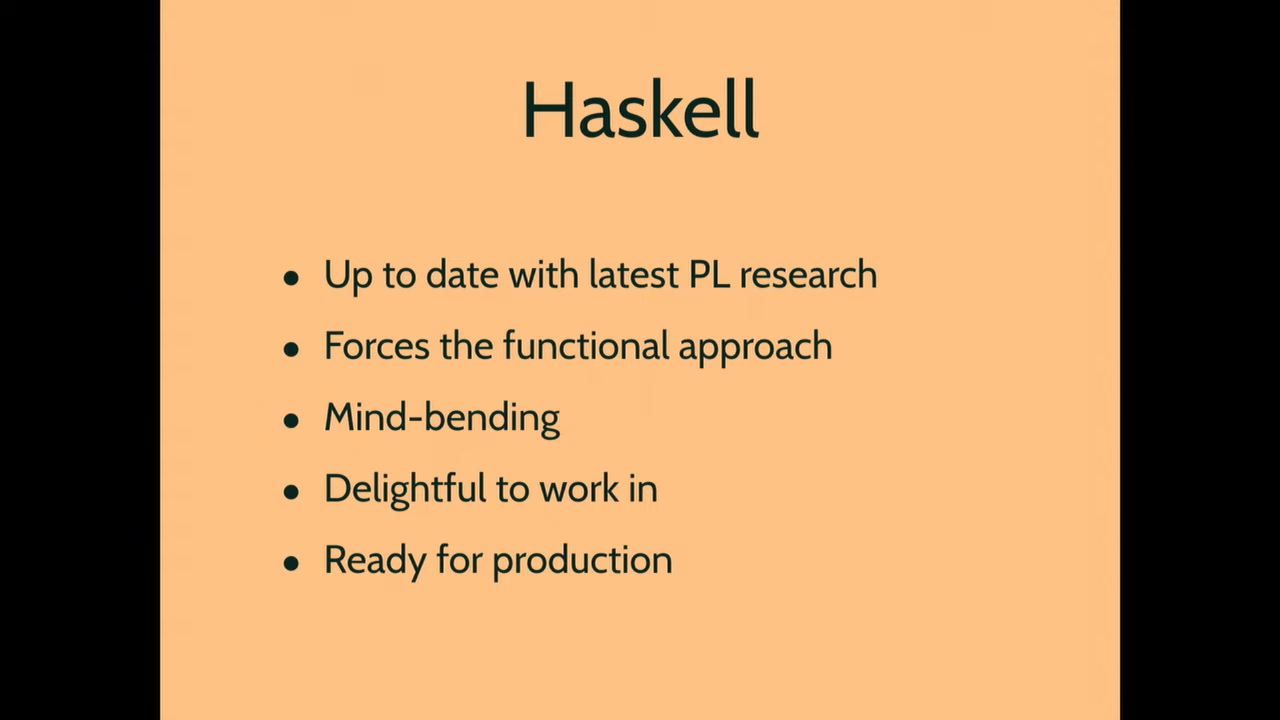 Haskell
• Up to date with latest PL research
• Forces the functional approach
• Mind-bending
• Delightful to work in
• Ready for production